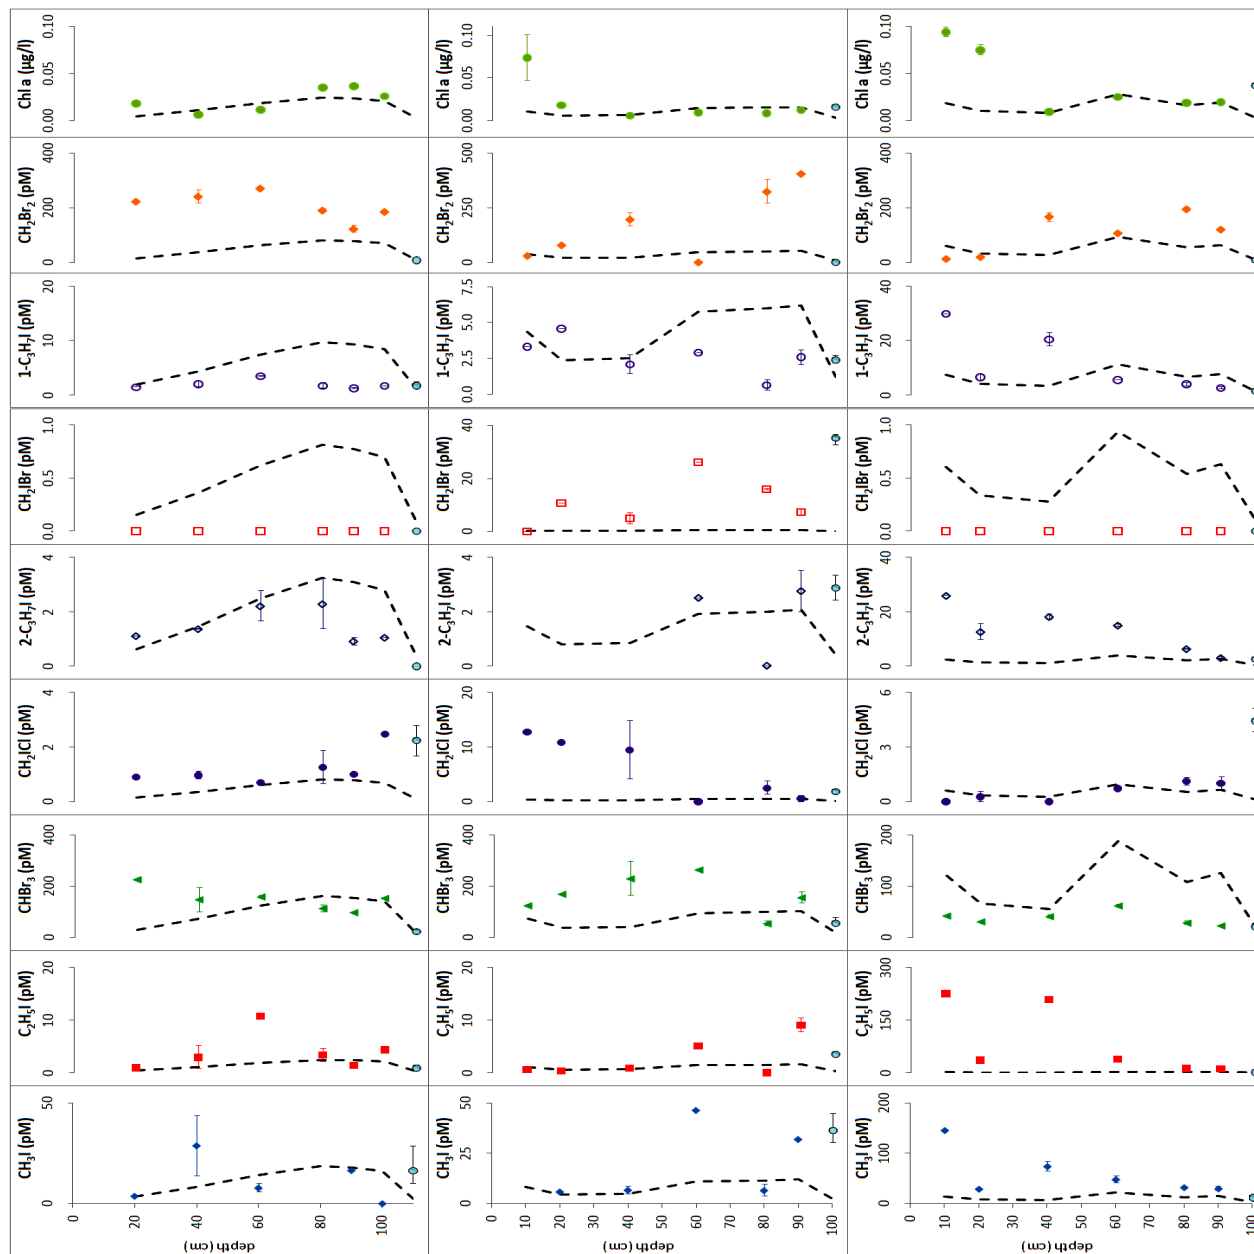 Chl a (µg/l)
0.10
0.05
0.00
Chl a (µg/l)
0.10
0.05
0.00
Chl a (µg/l)
0.10
0.05
0.00
CH₂Br₂ (pM)
400
200
0
CH₂Br₂ (pM)
500
250
0
CH₂Br₂ (pM)
400
200
0
1-C₃H₇I (pM)
20
10
0
1-C₃H₇I (pM)
7.5
5.0
2.5
0.0
1-C₃H₇I (pM)
40
20
0
CH₂IBr (pM)
1.0
0.5
0.0
CH₂IBr (pM)
40
20
0
CH₂IBr (pM)
1.0
0.5
0.0
2-C₃H₇I (pM)
4
2
0
2-C₃H₇I (pM)
4
2
0
2-C₃H₇I (pM)
40
20
0
CH₂ICl (pM)
4
2
0
CH₂ICl (pM)
20
10
0
CH₂ICl (pM)
6
3
0
CHBr₃ (pM)
400
200
0
CHBr₃ (pM)
400
200
0
CHBr₃ (pM)
200
100
0
C₂H₅I (pM)
20
10
0
C₂H₅I (pM)
20
10
0
C₂H₅I (pM)
300
150
0
CH₃I (pM)
50
25
0
CH₃I (pM)
50
25
0
CH₃I (pM)
200
100
0
0 20 40 60 80 100
depth (cm)
0 10 20 30 40 50 60 70 80 90 100
depth (cm)
0 10 20 30 40 50 60 70 80 90 100
depth (cm)